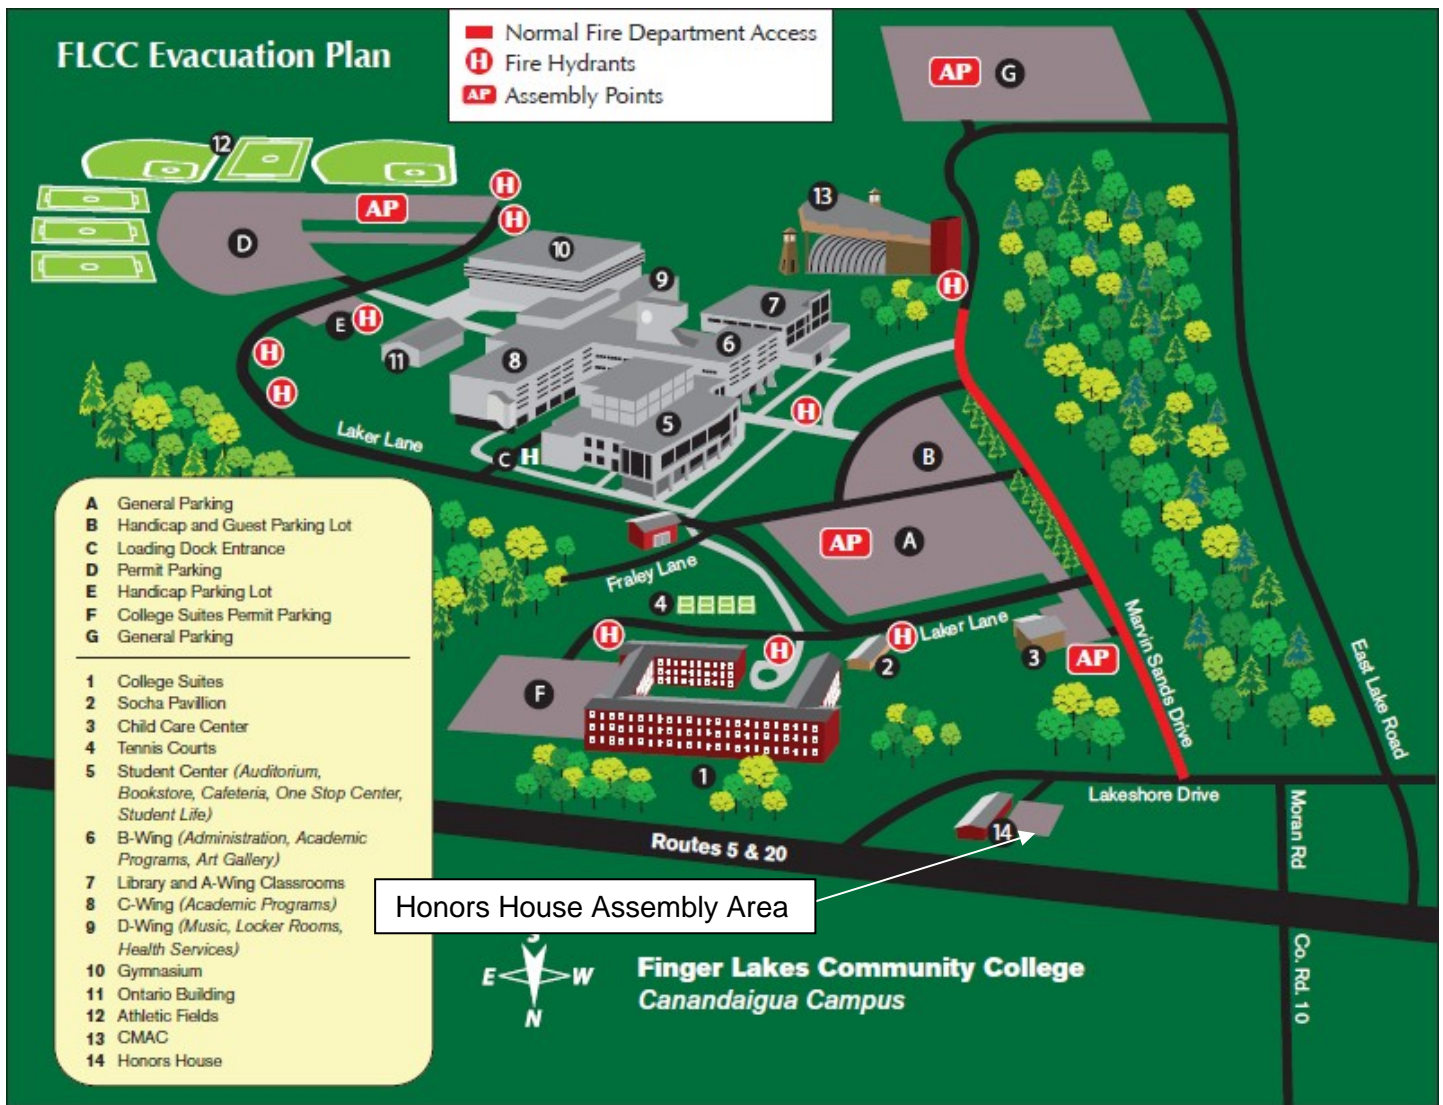 FLCC Evacuation Plan
Normal Fire Department Access
H Fire Hydrants
AP Assembly Points
AP G
12
H
AP
H
13
D
10
9
7
H
E H
11
8
6
H
H
5
H
Laker Lane
C H
B
AP A
Fraley Lane
4
H
H
H
Laker Lane
2
3
AP
F
1
Marvin Sands Drive
East Lake Road
Lakeshore Drive
14
Moran Rd
Routes 5 & 20
Honors House Assembly Area
Co. Rd. 10
A General Parking
B Handicap and Guest Parking Lot
C Loading Dock Entrance
D Permit Parking
E Handicap Parking Lot
F College Suites Permit Parking
G General Parking
1 College Suites
2 Socha Pavillion
3 Child Care Center
4 Tennis Courts
5 Student Center (Auditorium,
Bookstore, Cafeteria, One Stop Center,
Student Life)
6 B-Wing (Administration, Academic
Programs, Art Gallery)
7 Library and A-Wing Classrooms
8 C-Wing (Academic Programs)
9 D-Wing (Music, Locker Rooms,
Health Services)
10 Gymnasium
11 Ontario Building
12 Athletic Fields
13 CMAC
14 Honors House
S
E W
N
Finger Lakes Community College
Canandaigua Campus